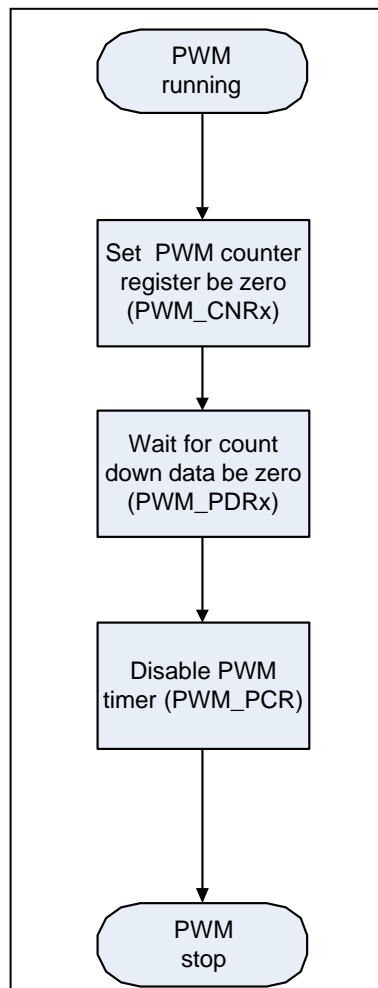 PWM
running
Set PWM counter
register be zero
(PWM_CNRx)
Wait for count
down data be zero
(PWM_PDRx)
Disable PWM
timer (PWM_PCR)
PWM
stop